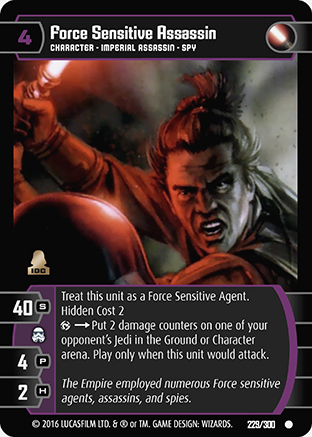 4
Force Sensitive Assassin
CHARACTER • IMPERIAL ASSASSIN • SPY
IDC
40 S
4 P
2 H
Treat this unit as a Force Sensitive Agent.
Hidden Cost 2
Put 2 damage counters on one of your
opponent's Jedi in the Ground or Character
arena. Play only when this unit would attack.
The Empire employed numerous Force sensitive
agents, assassins, and spies.
© 2016 LUCASFILM LTD. & ® or TM. GAME DESIGN: WIZARDS.
229/300